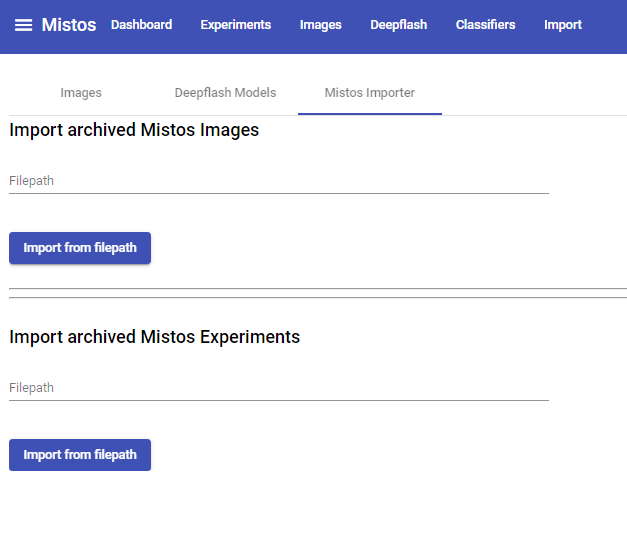 Mistos Dashboard Experiments Images Deepflash Classifiers Import
Images Deepflash Models Mistos Importer
Import archived Mistos Images
Filepath
Import from filepath
Import archived Mistos Experiments
Filepath
Import from filepath